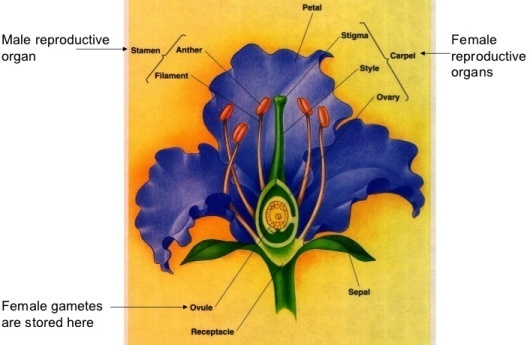 Petal
Male reproductive
organ
Stamen
Anther
Filament
Stigma
Style
Carpel
Ovary
Female
reproductive
organs
Female gametes
are stored here
Ovule
Receptacle
Sepal